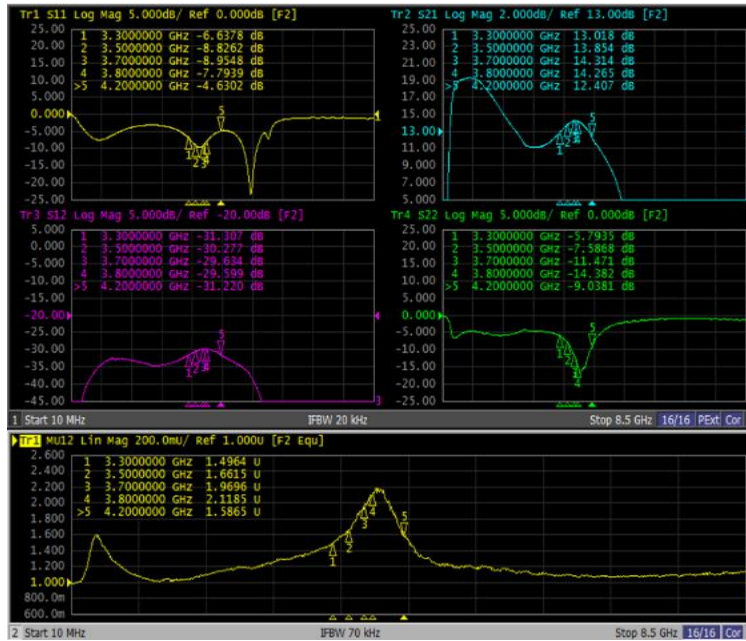 Tr1 S11 Log Mag 5.000dB/ Ref 0.000dB [F2]
25.00
20.00
15.00
10.00
5.000
0.000
-5.000
-10.00
-15.00
-20.00
-25.00
1 3.3000000 GHz -6.6378 dB
2 3.5000000 GHz -8.8262 dB
3 3.7000000 GHz -8.9548 dB
4 3.8000000 GHz -7.7939 dB
>5 4.2000000 GHz -4.6302 dB
Tr2 S21 Log Mag 2.000dB/ Ref 13.00dB [F2]
25.00
23.00
21.00
19.00
17.00
15.00
13.00
11.00
9.000
7.000
5.000
1 3.3000000 GHz 13.018 dB
2 3.5000000 GHz 13.854 dB
3 3.7000000 GHz 14.314 dB
4 3.8000000 GHz 14.265 dB
>5 4.2000000 GHz 12.407 dB
Tr3 S12 Log Mag 5.000dB/ Ref -20.00dB [F2]
5.000
0.000
-5.000
-10.00
-15.00
-20.00
-25.00
-30.00
-35.00
-40.00
-45.00
1 3.3000000 GHz -31.307 dB
2 3.5000000 GHz -30.277 dB
3 3.7000000 GHz -29.634 dB
4 3.8000000 GHz -29.599 dB
>5 4.2000000 GHz -31.220 dB
Tr4 S22 Log Mag 5.000dB/ Ref 0.000dB [F2]
25.00
20.00
15.00
10.00
5.000
0.000
-5.000
-10.00
-15.00
-20.00
-25.00
1 3.3000000 GHz -5.7935 dB
2 3.5000000 GHz -7.5868 dB
3 3.7000000 GHz -11.471 dB
4 3.8000000 GHz -14.382 dB
>5 4.2000000 GHz -9.0381 dB
1 Start 10 MHz IFBW 20 kHz Stop 8.5 GHz 16/16 PExt Cor
Tr1 MU12 Lin Mag 200.0mU/ Ref 1.000U [F2 Equ]
2.600
2.400
2.200
2.000
1.800
1.600
1.400
1.200
1.000
800.0m
600.0m
1 3.3000000 GHz 1.4964 U
2 3.5000000 GHz 1.6615 U
3 3.7000000 GHz 1.9696 U
4 3.8000000 GHz 2.1185 U
>5 4.2000000 GHz 1.5865 U
2 Start 10 MHz IFBW 70 kHz Stop 8.5 GHz 16/16 Cor